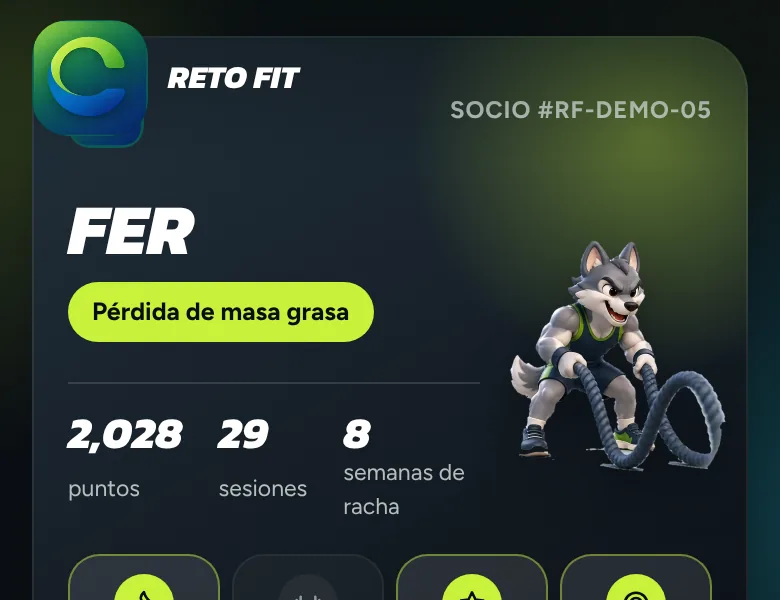 RETO FIT
SOCIO #RF-DEMO-05
FER
Pérdida de masa grasa
2,028
29
8
puntos
sesiones
semanas de
racha